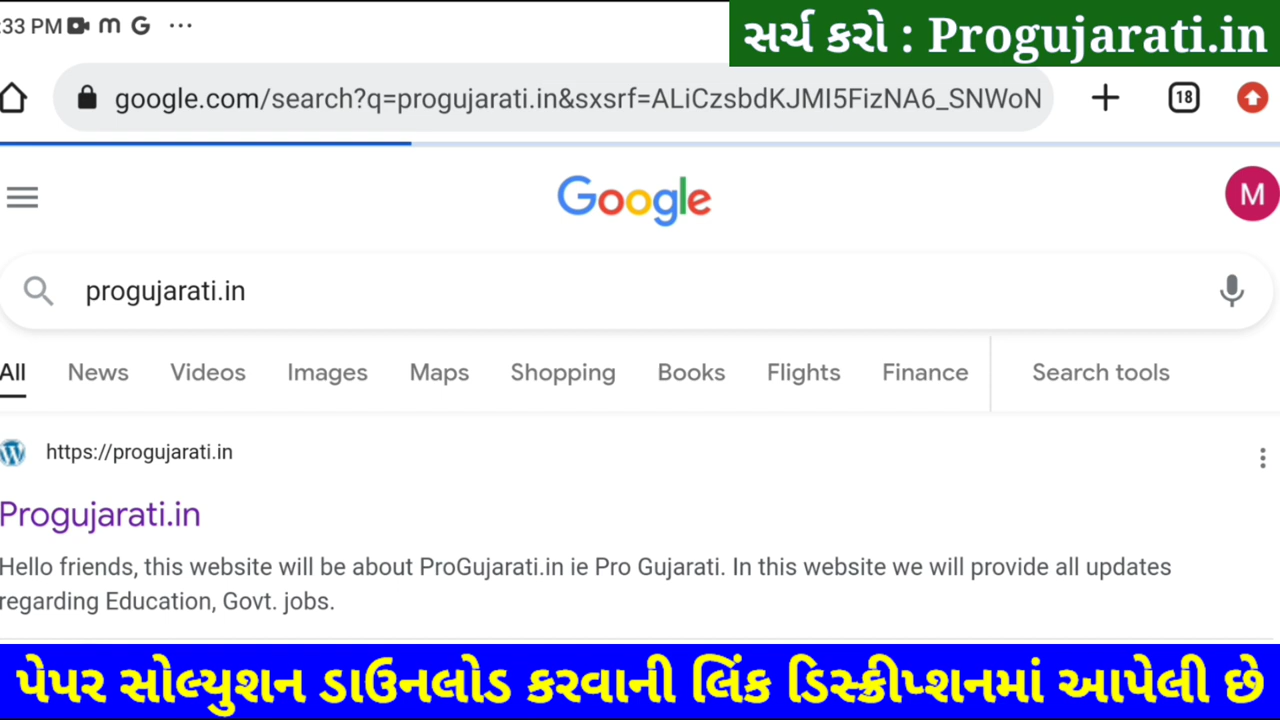 :33 PM
સર્ચ કરો : Progujarati.in
google.com/search?q=progujarati.in&sxsrf=ALiCzsbdKJMI5FizNA6_SNWoN
18
Google
M
progujarati.in
All News Videos Images Maps Shopping Books Flights Finance Search tools
https://progujarati.in
Progujarati.in
Hello friends, this website will be about ProGujarati.in ie Pro Gujarati. In this website we will provide all updates
regarding Education, Govt. jobs.
પેપર સોલ્યુશન ડાઉનલોડ કરવાની લિંક ડિસ્ક્રીપ્શનમાં આપેલી છે